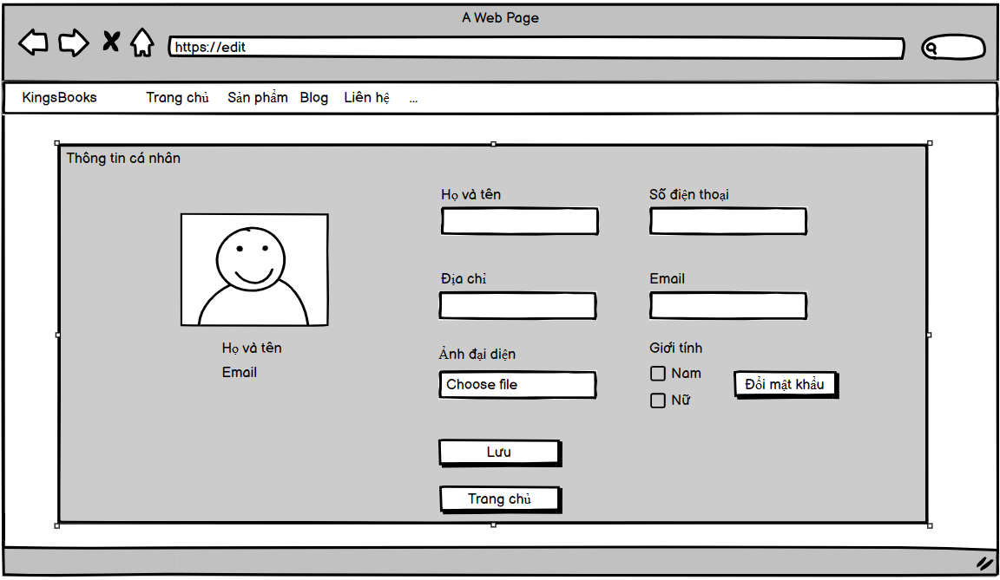 A Web Page
https://edit
KingsBooks Trang chủ Sản phẩm Blog Liên hệ ...
Thông tin cá nhân
Họ và tên
Email
Họ và tên
Số điện thoại
Địa chỉ
Email
Ảnh đại diện
Choose file
Giới tính
Nam
Nữ
Đổi mật khẩu
Lưu
Trang chủ